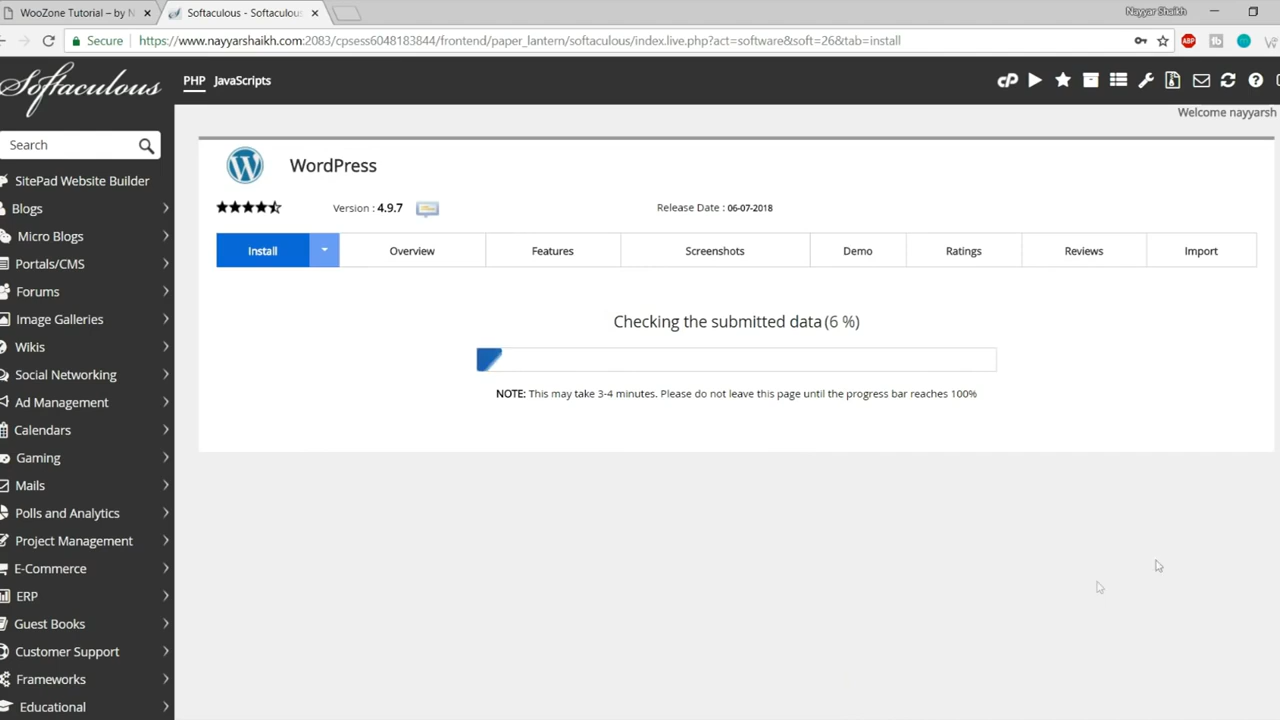 WooZone Tutorial – by N
Softaculous - Softaculou
Nayyar Shaikh
Secure
https://www.nayyarshaikh.com:2083/cpsess6048183844/frontend/paper_lantern/softaculous/index.live.php?act=software&soft=26&tab=install
ABP
Softaculous
PHP
JavaScripts
cP
Welcome nayyarsh
Search
SitePad Website Builder
Blogs
Micro Blogs
Portals/CMS
Forums
Image Galleries
Wikis
Social Networking
Ad Management
Calendars
Gaming
Mails
Polls and Analytics
Project Management
E-Commerce
ERP
Guest Books
Customer Support
Frameworks
Educational
WordPress
Version : 4.9.7
Release Date : 06-07-2018
Install
Overview
Features
Screenshots
Demo
Ratings
Reviews
Import
Checking the submitted data (6 %)
NOTE: This may take 3-4 minutes. Please do not leave this page until the progress bar reaches 100%